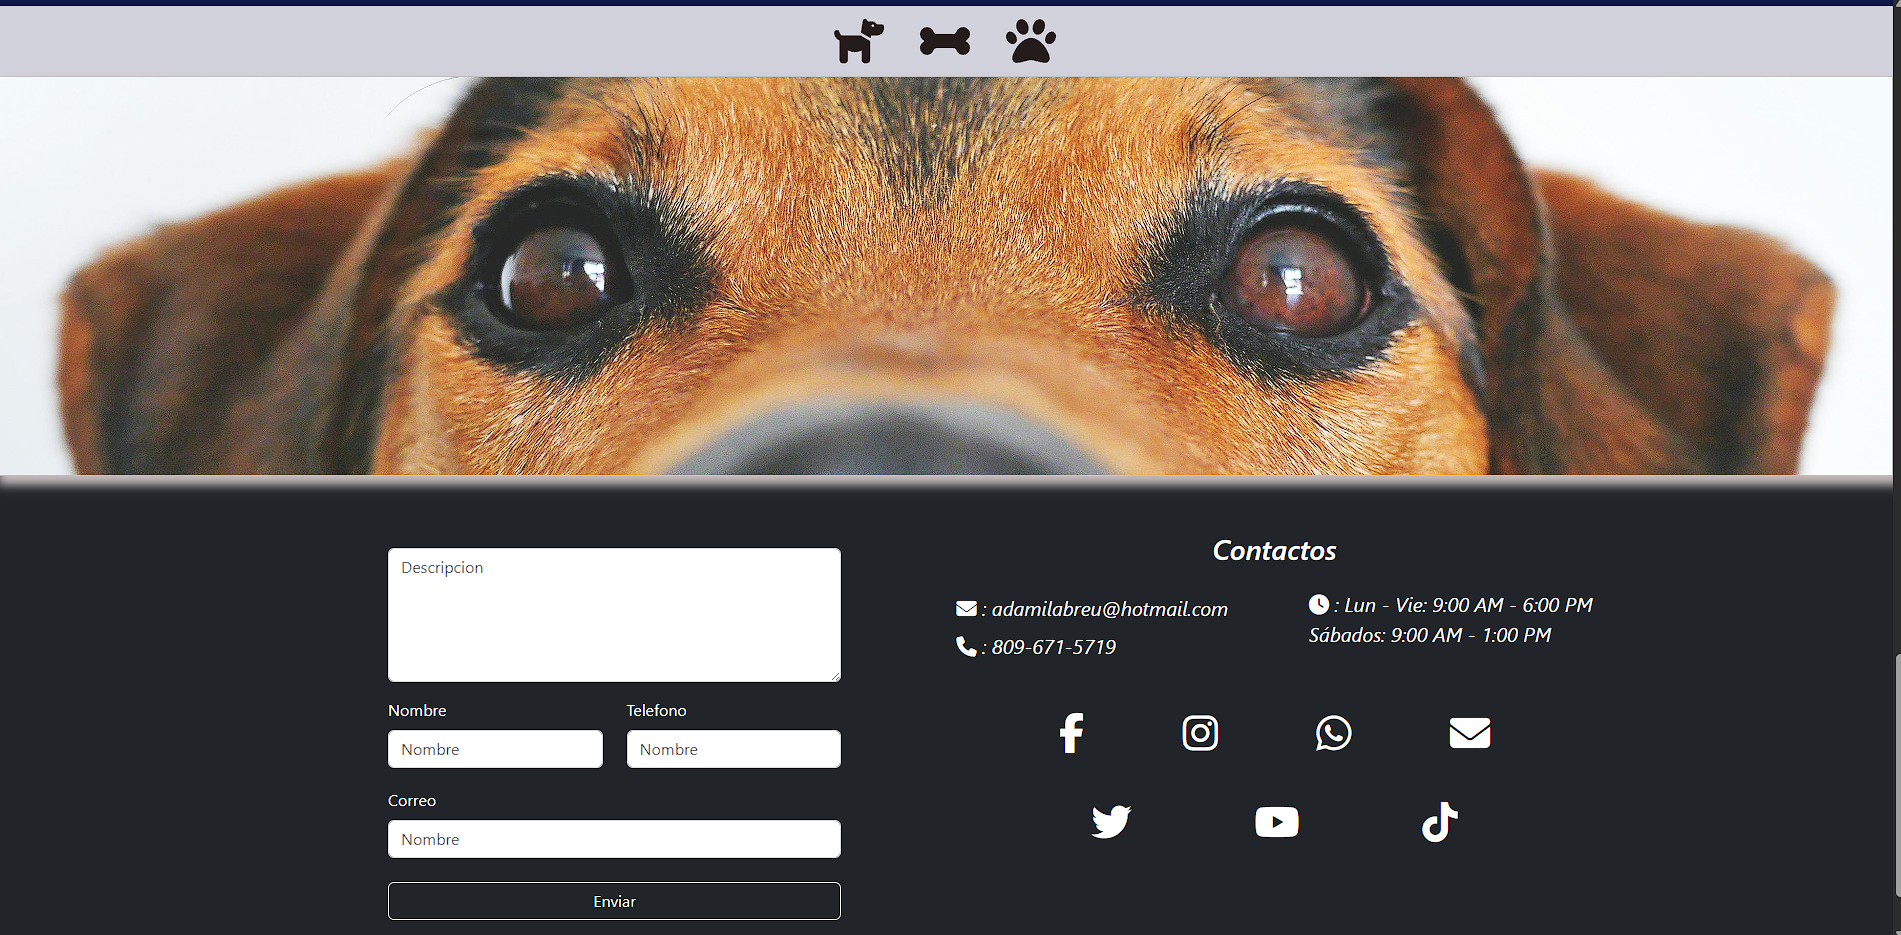 Descripcion
Nombre
Telefono
Nombre
Nombre
Correo
Nombre
Enviar
Contactos
: adamilabreu@hotmail.com
: 809-671-5719
: Lun - Vie: 9:00 AM - 6:00 PM
Sábados: 9:00 AM - 1:00 PM